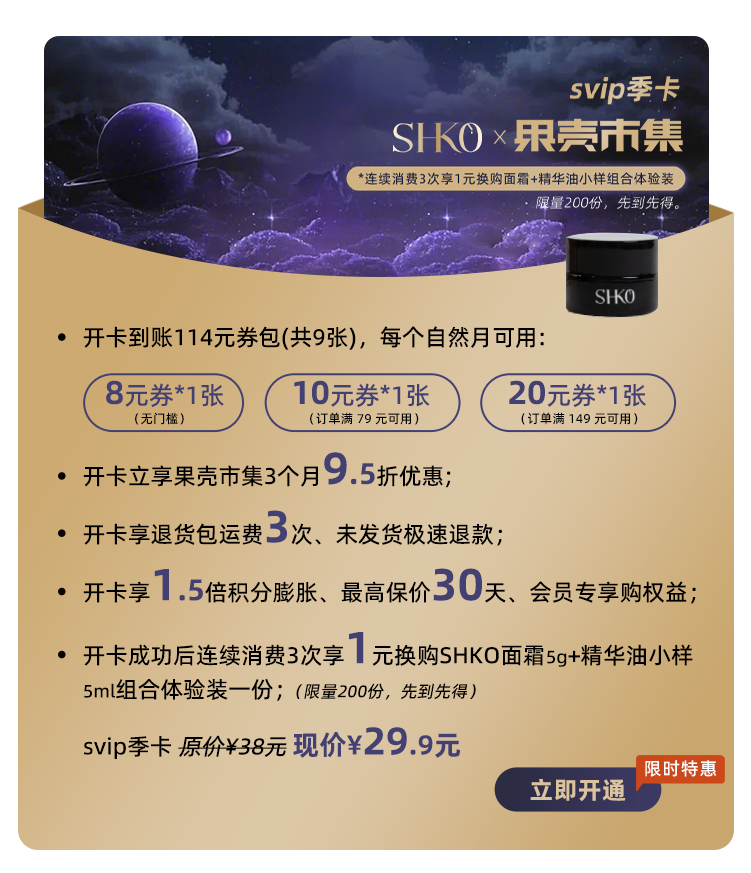 svip季卡
SHKO × 果壳市集
*连续消费3次享1元换购面霜+精华油小样组合体验装
限量200份，先到先得。
SHKO
• 开卡到账114元券包(共9张)，每个自然月可用：
8元券*1张
（无门槛）
10元券*1张
（订单满 79 元可用）
20元券*1张
（订单满 149 元可用）
• 开卡立享果壳市集3个月9.5折优惠；
• 开卡享退货包运费3次、未发货极速退款；
• 开卡享1.5倍积分膨胀、最高保价30天、会员专享购权益；
• 开卡成功后连续消费3次享1元换购SHKO面霜5g+精华油小样
5ml组合体验装一份；（限量200份，先到先得）
svip季卡 原价¥38元 现价¥29.9元
限时特惠
立即开通